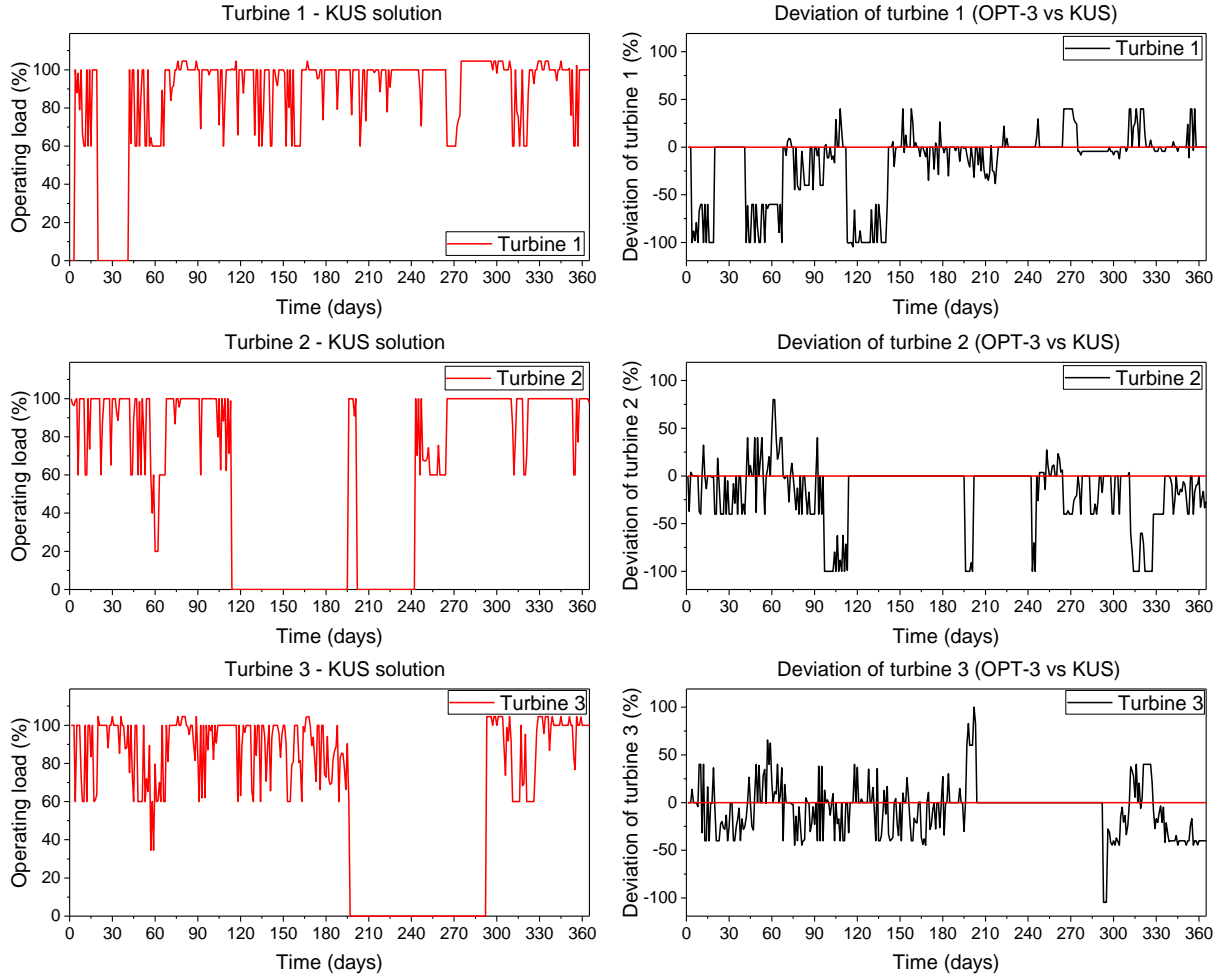 Turbine 1 - KUS solution
Operating load (%)
100
80
60
40
20
0
Turbine 1
0 30 60 90 120 150 180 210 240 270 300 330 360
Time (days)
Deviation of turbine 1 (OPT-3 vs KUS)
Deviation of turbine 1 (%)
100
50
0
-50
-100
Turbine 1
0 30 60 90 120 150 180 210 240 270 300 330 360
Time (days)
Turbine 2 - KUS solution
Operating load (%)
100
80
60
40
20
0
Turbine 2
0 30 60 90 120 150 180 210 240 270 300 330 360
Time (days)
Deviation of turbine 2 (OPT-3 vs KUS)
Deviation of turbine 2 (%)
100
50
0
-50
-100
Turbine 2
0 30 60 90 120 150 180 210 240 270 300 330 360
Time (days)
Turbine 3 - KUS solution
Operating load (%)
100
80
60
40
20
0
Turbine 3
0 30 60 90 120 150 180 210 240 270 300 330 360
Time (days)
Deviation of turbine 3 (OPT-3 vs KUS)
Deviation of turbine 3 (%)
100
50
0
-50
-100
Turbine 3
0 30 60 90 120 150 180 210 240 270 300 330 360
Time (days)